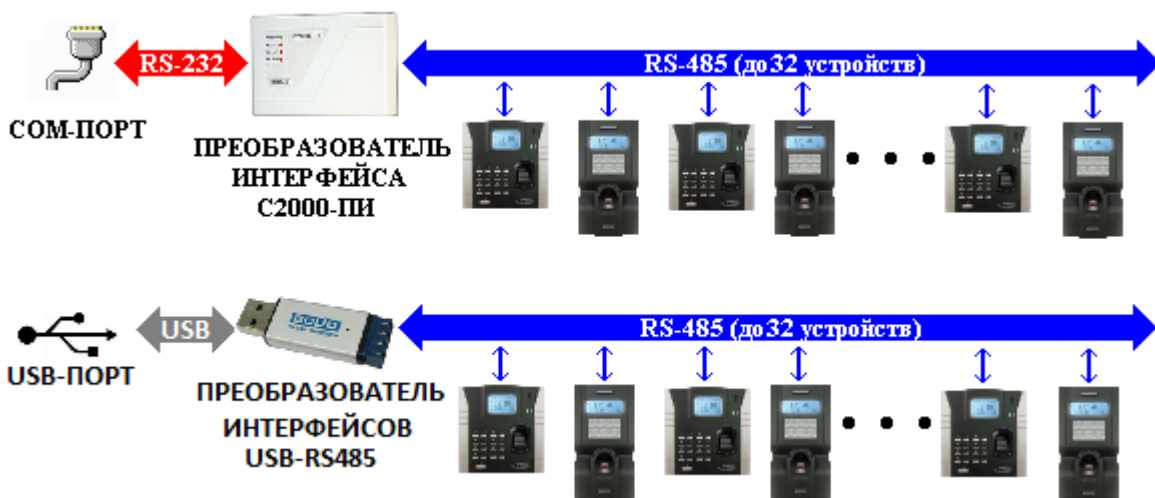 RS-232
RS-485 (до 32 устройств)
COM-ПОРТ
ПРЕОБРАЗОВАТЕЛЬ
ИНТЕРФЕЙСА
С2000-ПИ
USB
RS-485 (до 32 устройств)
USB-ПОРТ
ПРЕОБРАЗОВАТЕЛЬ
ИНТЕРФЕЙСОВ
USB-RS485